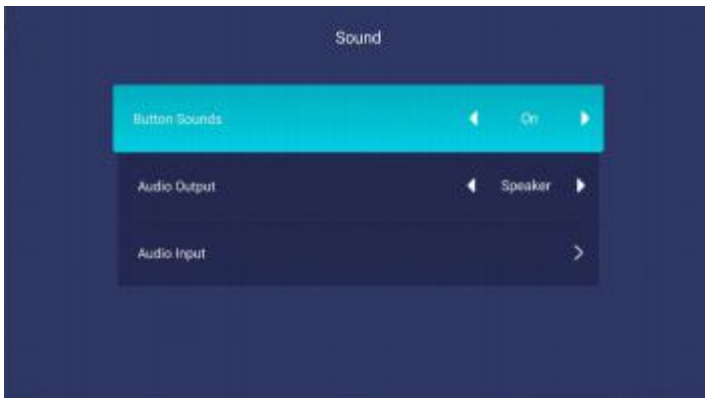 Sound
Button Sounds On
Audio Output Speaker
Audio Input